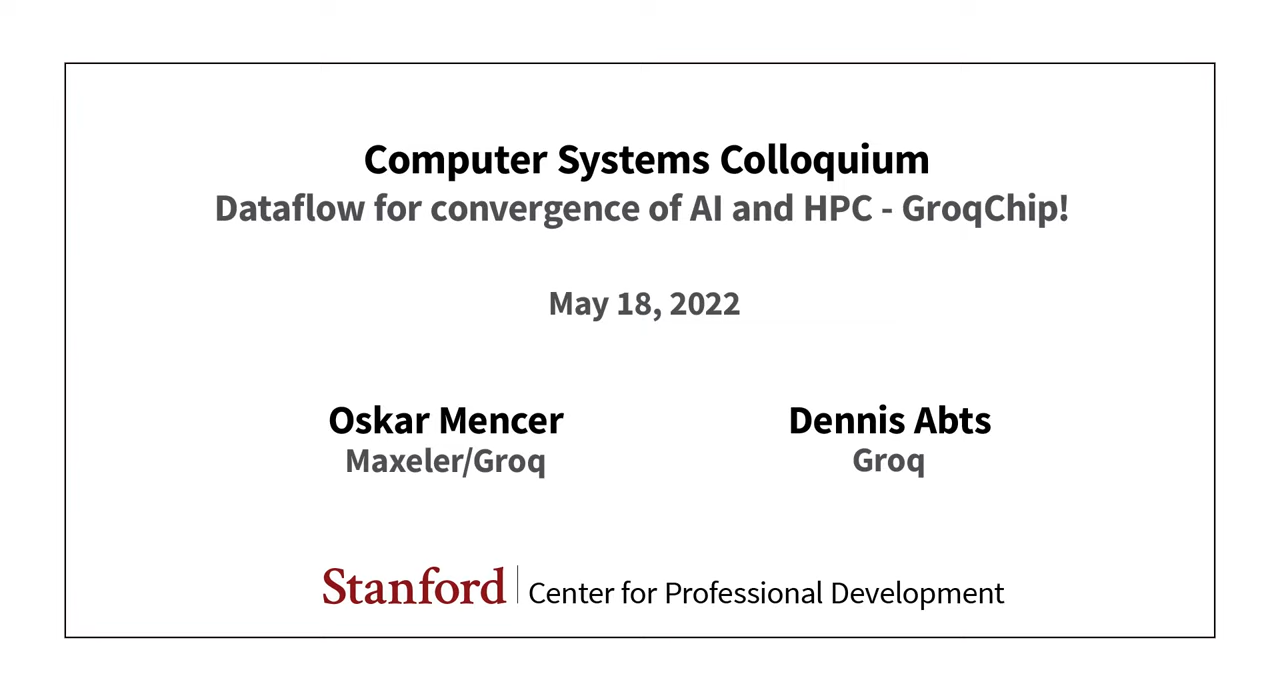 Computer Systems Colloquium
Dataflow for convergence of AI and HPC - GroqChip!
May 18, 2022
Oskar Mencer
Maxeler/Groq
Dennis Abts
Groq
Stanford Center for Professional Development